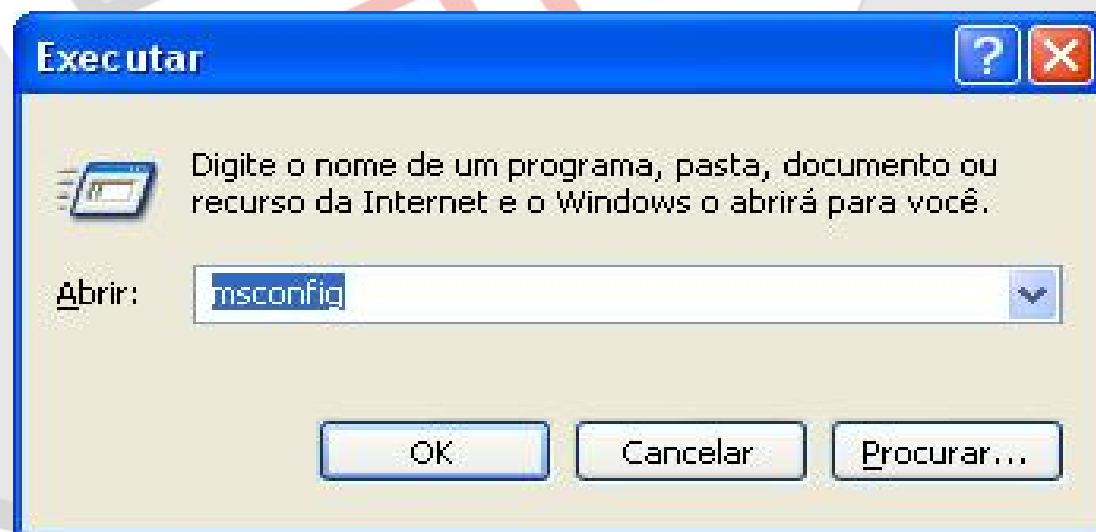 Executar
Digite o nome de um programa, pasta, documento ou
recurso da Internet e o Windows o abrirá para você.
Abrir:
msconfig
OK
Cancelar
Procurar...